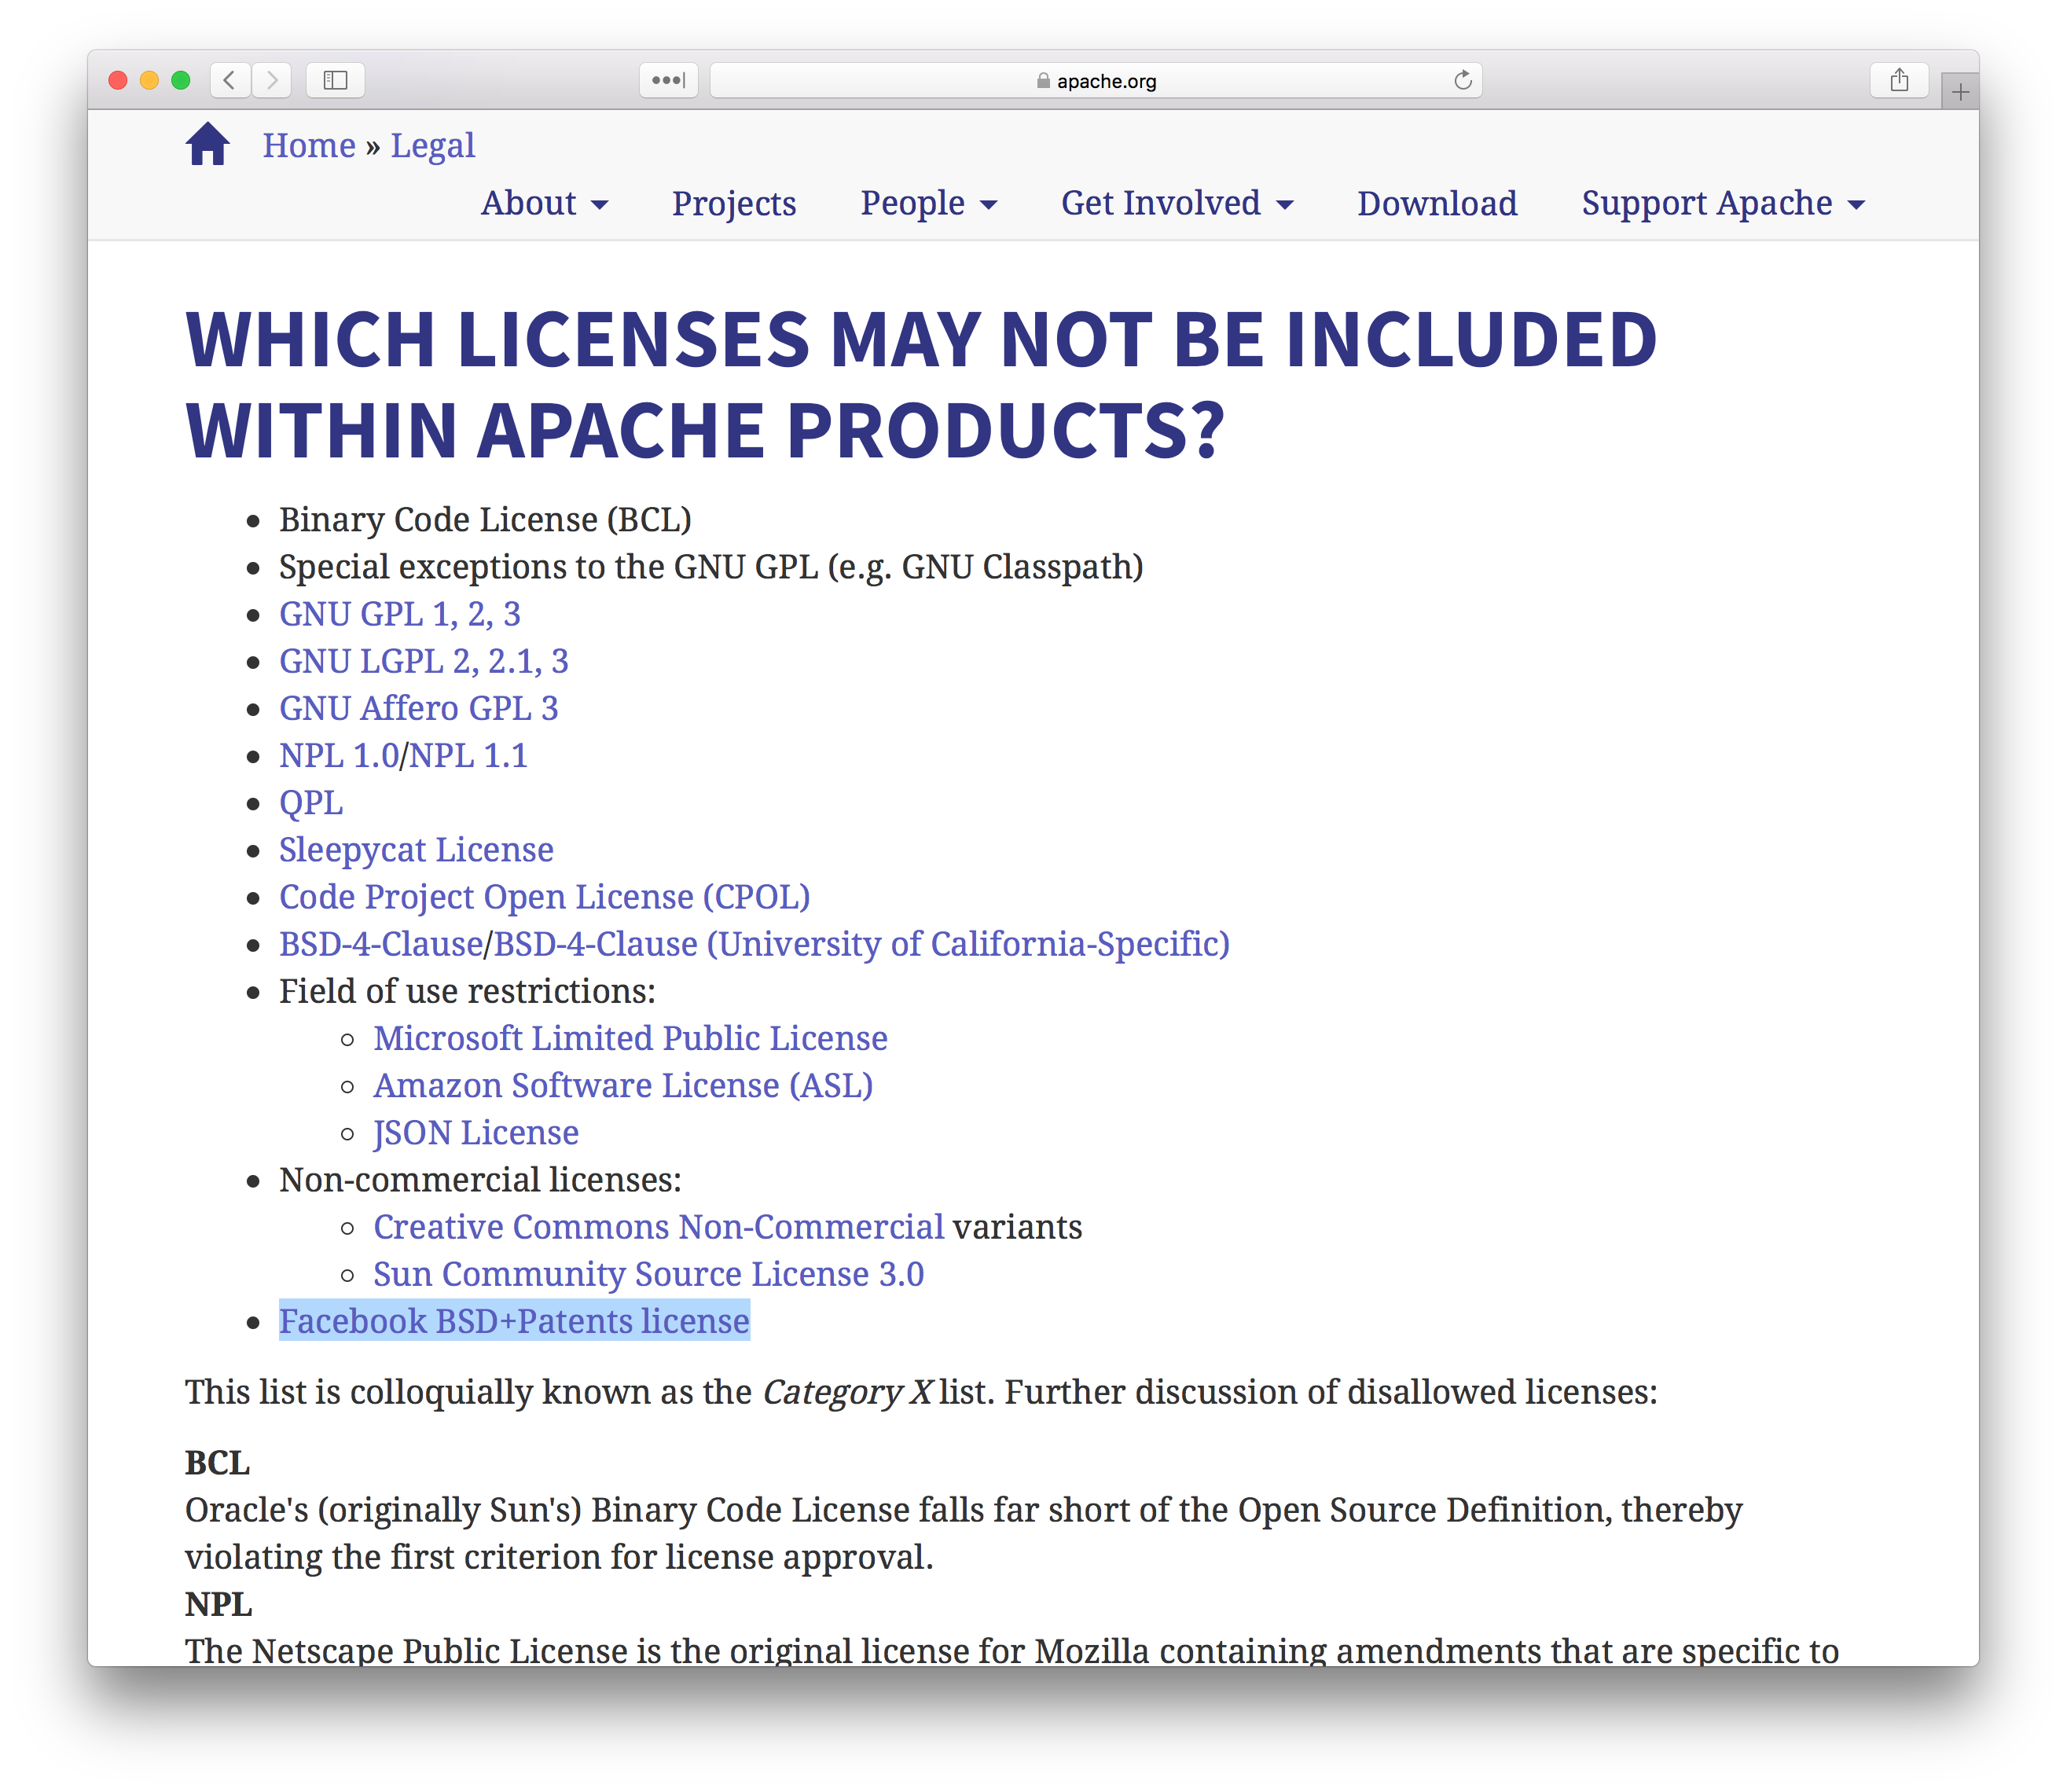 apache.org
Home » Legal
About Projects People Get Involved Download Support Apache
WHICH LICENSES MAY NOT BE INCLUDED
WITHIN APACHE PRODUCTS?
Binary Code License (BCL)
Special exceptions to the GNU GPL (e.g. GNU Classpath)
GNU GPL 1, 2, 3
GNU LGPL 2, 2.1, 3
GNU Affero GPL 3
NPL 1.0/NPL 1.1
QPL
Sleepycat License
Code Project Open License (CPOL)
BSD-4-Clause/BSD-4-Clause (University of California-Specific)
Field of use restrictions:
Microsoft Limited Public License
Amazon Software License (ASL)
JSON License
Non-commercial licenses:
Creative Commons Non-Commercial variants
Sun Community Source License 3.0
Facebook BSD+Patents license
This list is colloquially known as the Category X list. Further discussion of disallowed licenses:
BCL
Oracle's (originally Sun's) Binary Code License falls far short of the Open Source Definition, thereby
violating the first criterion for license approval.
NPL
The Netscape Public License is the original license for Mozilla containing amendments that are specific to